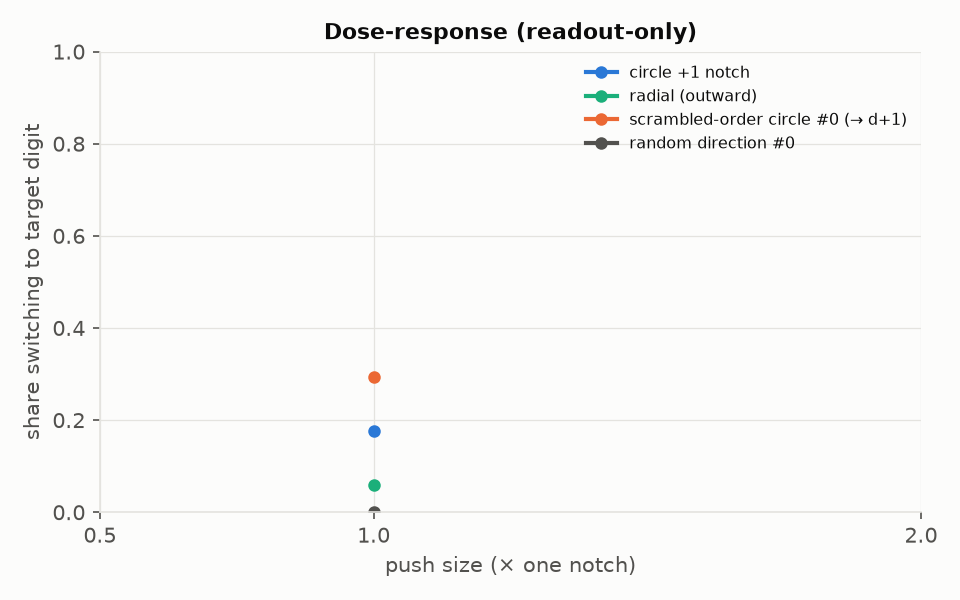 Dose-response (readout-only)
circle +1 notch
radial (outward)
scrambled-order circle #0 (→ d+1)
random direction #0
share switching to target digit
1.0
0.8
0.6
0.4
0.2
0.0
0.5
1.0
2.0
push size (× one notch)